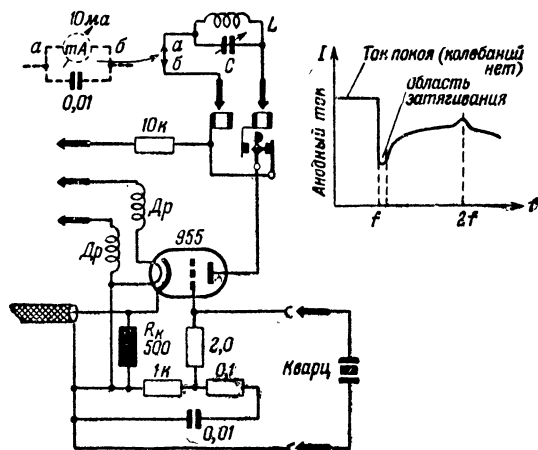 10ма
а
mA
б
0,01
а
б
L
C
10к
Др
Др
955
Rк
500
2,0
1к
0,1
0,01
Кварц
I
Анодный ток
Ток покоя (колебаний
нет)
Область
затягивания
f
2f